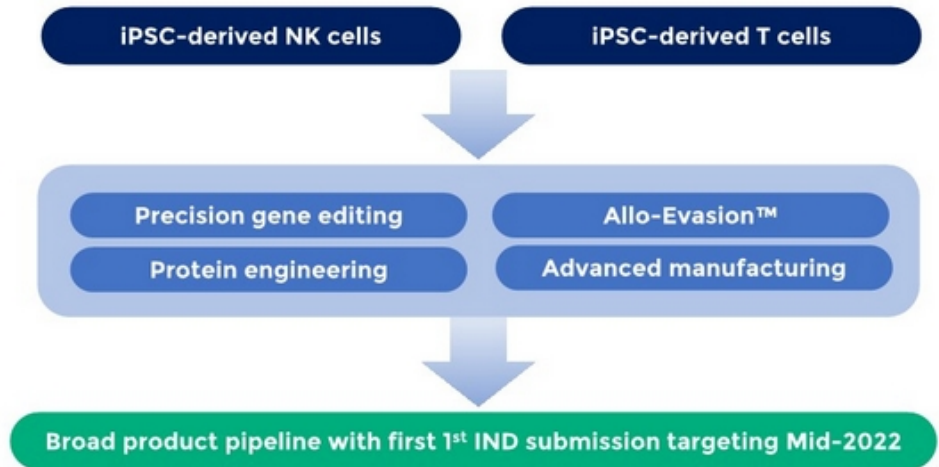 iPSC-derived NK cells
iPSC-derived T cells
Precision gene editing
Allo-Evasion™
Protein engineering
Advanced manufacturing
Broad product pipeline with first 1st IND submission targeting Mid-2022